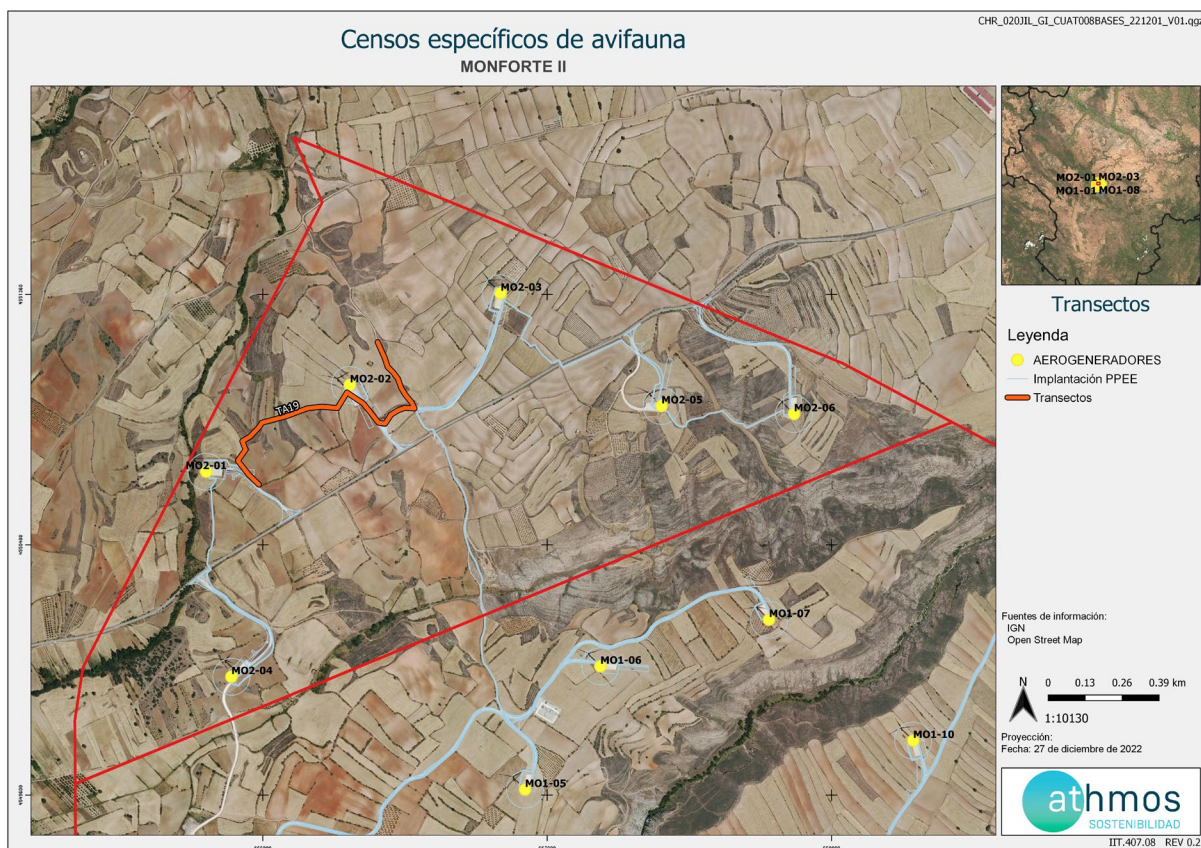 CHR_020JIL_GI_CUAT008BASES_221201_V01.qgz
Censos específicos de avifauna
MONFORTE II
MO2-03
MO2-02
TA19
MO2-05
MO2-06
MO2-01
MO1-07
MO1-06
MO2-04
MO1-10
MO1-05
MO2-01 MO2-03
MO1-01 MO1-08
Transectos
Leyenda
AEROGENERADORES
Implantación PPEE
Transectos
Fuentes de información:
IGN
Open Street Map
N
0 0.13 0.26 0.39 km
1:10130
Proyección:
Fecha: 27 de diciembre de 2022
athmos
SOSTENIBILIDAD
IIT.407.08 REV 0.2